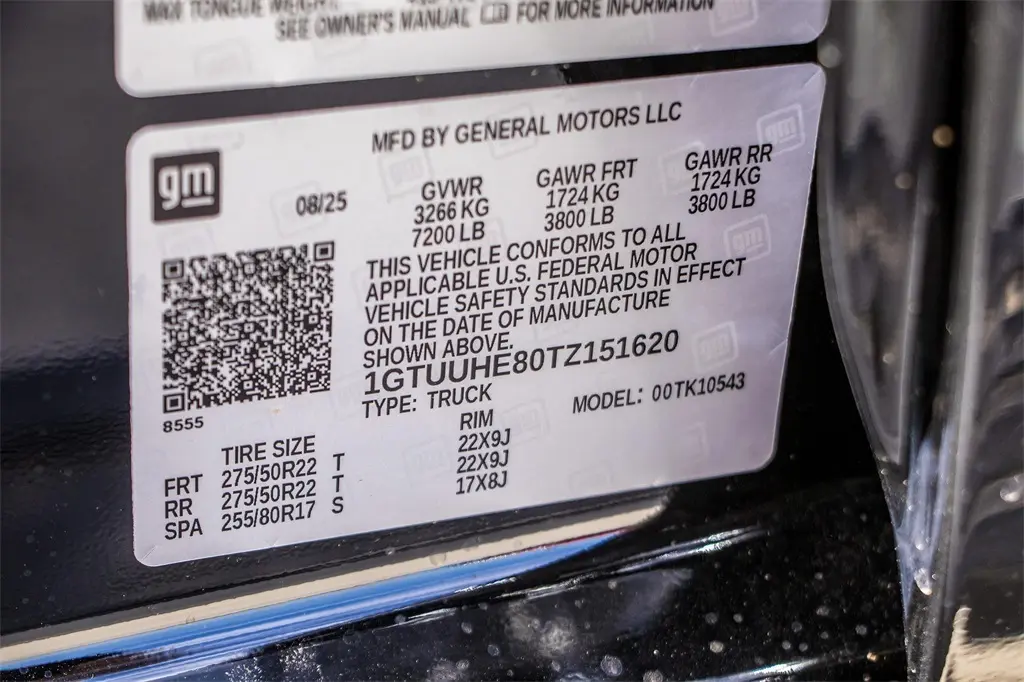 MAX TONGUE WEIGHT:
SEE OWNER'S MANUAL FOR MORE INFORMATION
MFD BY GENERAL MOTORS LLC
gm
08/25
GVWR GAWR FRT GAWR RR
3266 KG 1724 KG 1724 KG
7200 LB 3800 LB 3800 LB
THIS VEHICLE CONFORMS TO ALL
APPLICABLE U.S. FEDERAL MOTOR
VEHICLE SAFETY STANDARDS IN EFFECT
ON THE DATE OF MANUFACTURE
SHOWN ABOVE.
1GTUUHE80TZ151620
TYPE: TRUCK MODEL: 00TK10543
8555
TIRE SIZE RIM
FRT 275/50R22 T 22X9J
RR 275/50R22 T 22X9J
SPA 255/80R17 S 17X8J